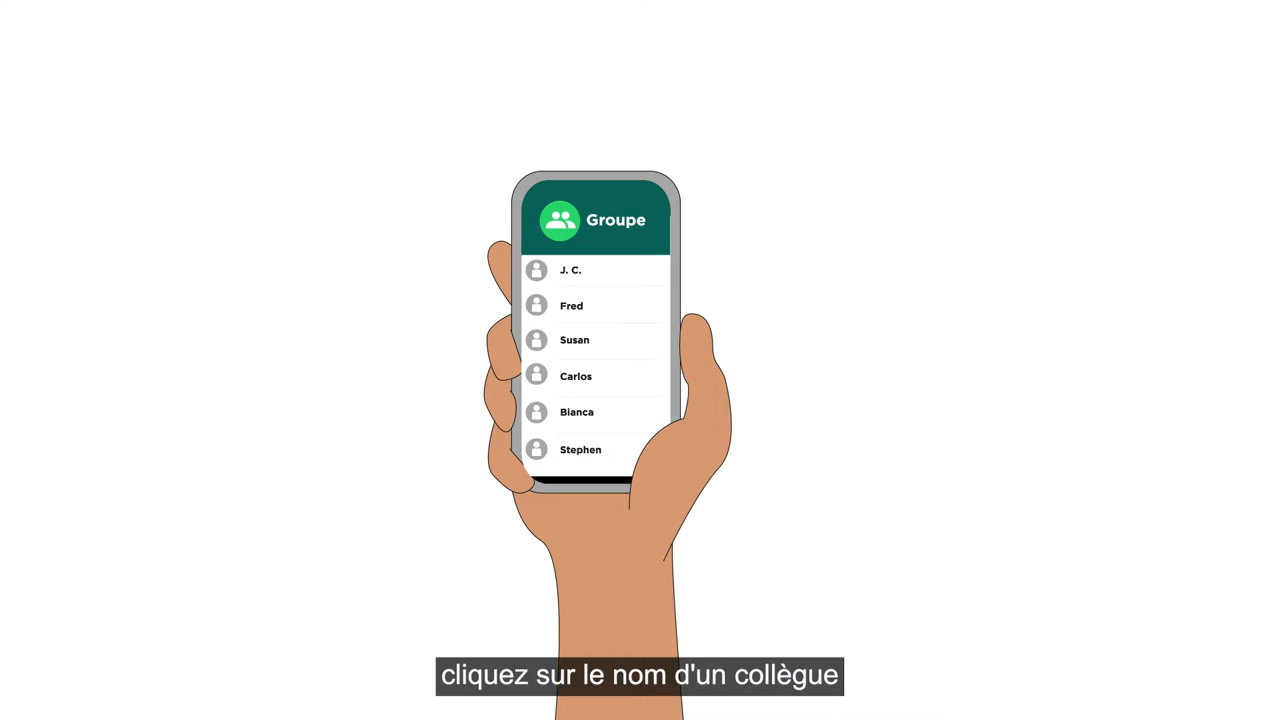 Groupe
J. C.
Fred
Susan
Carlos
Bianca
Stephen
cliquez sur le nom d'un collègue